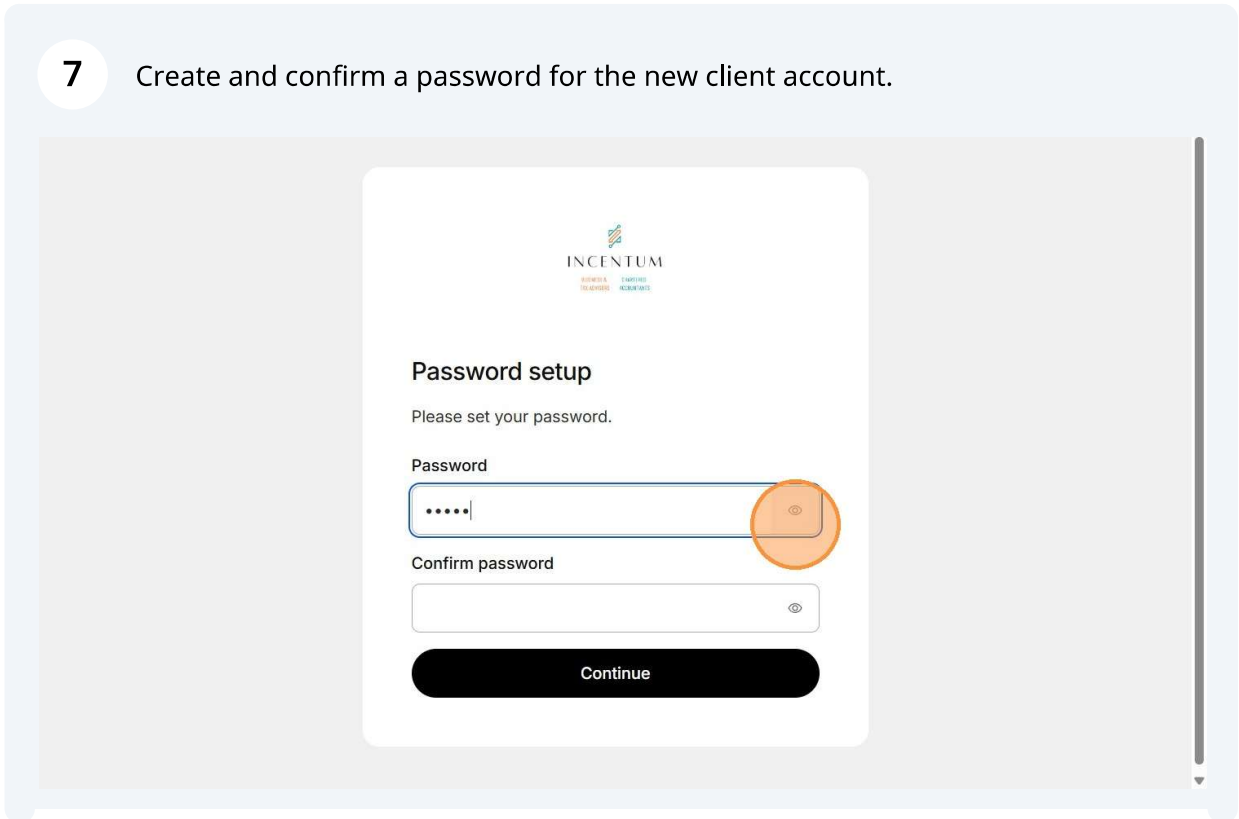 7
Create and confirm a password for the new client account.
INCENTUM
Password setup
Please set your password.
Password
•••••
Confirm password
Continue